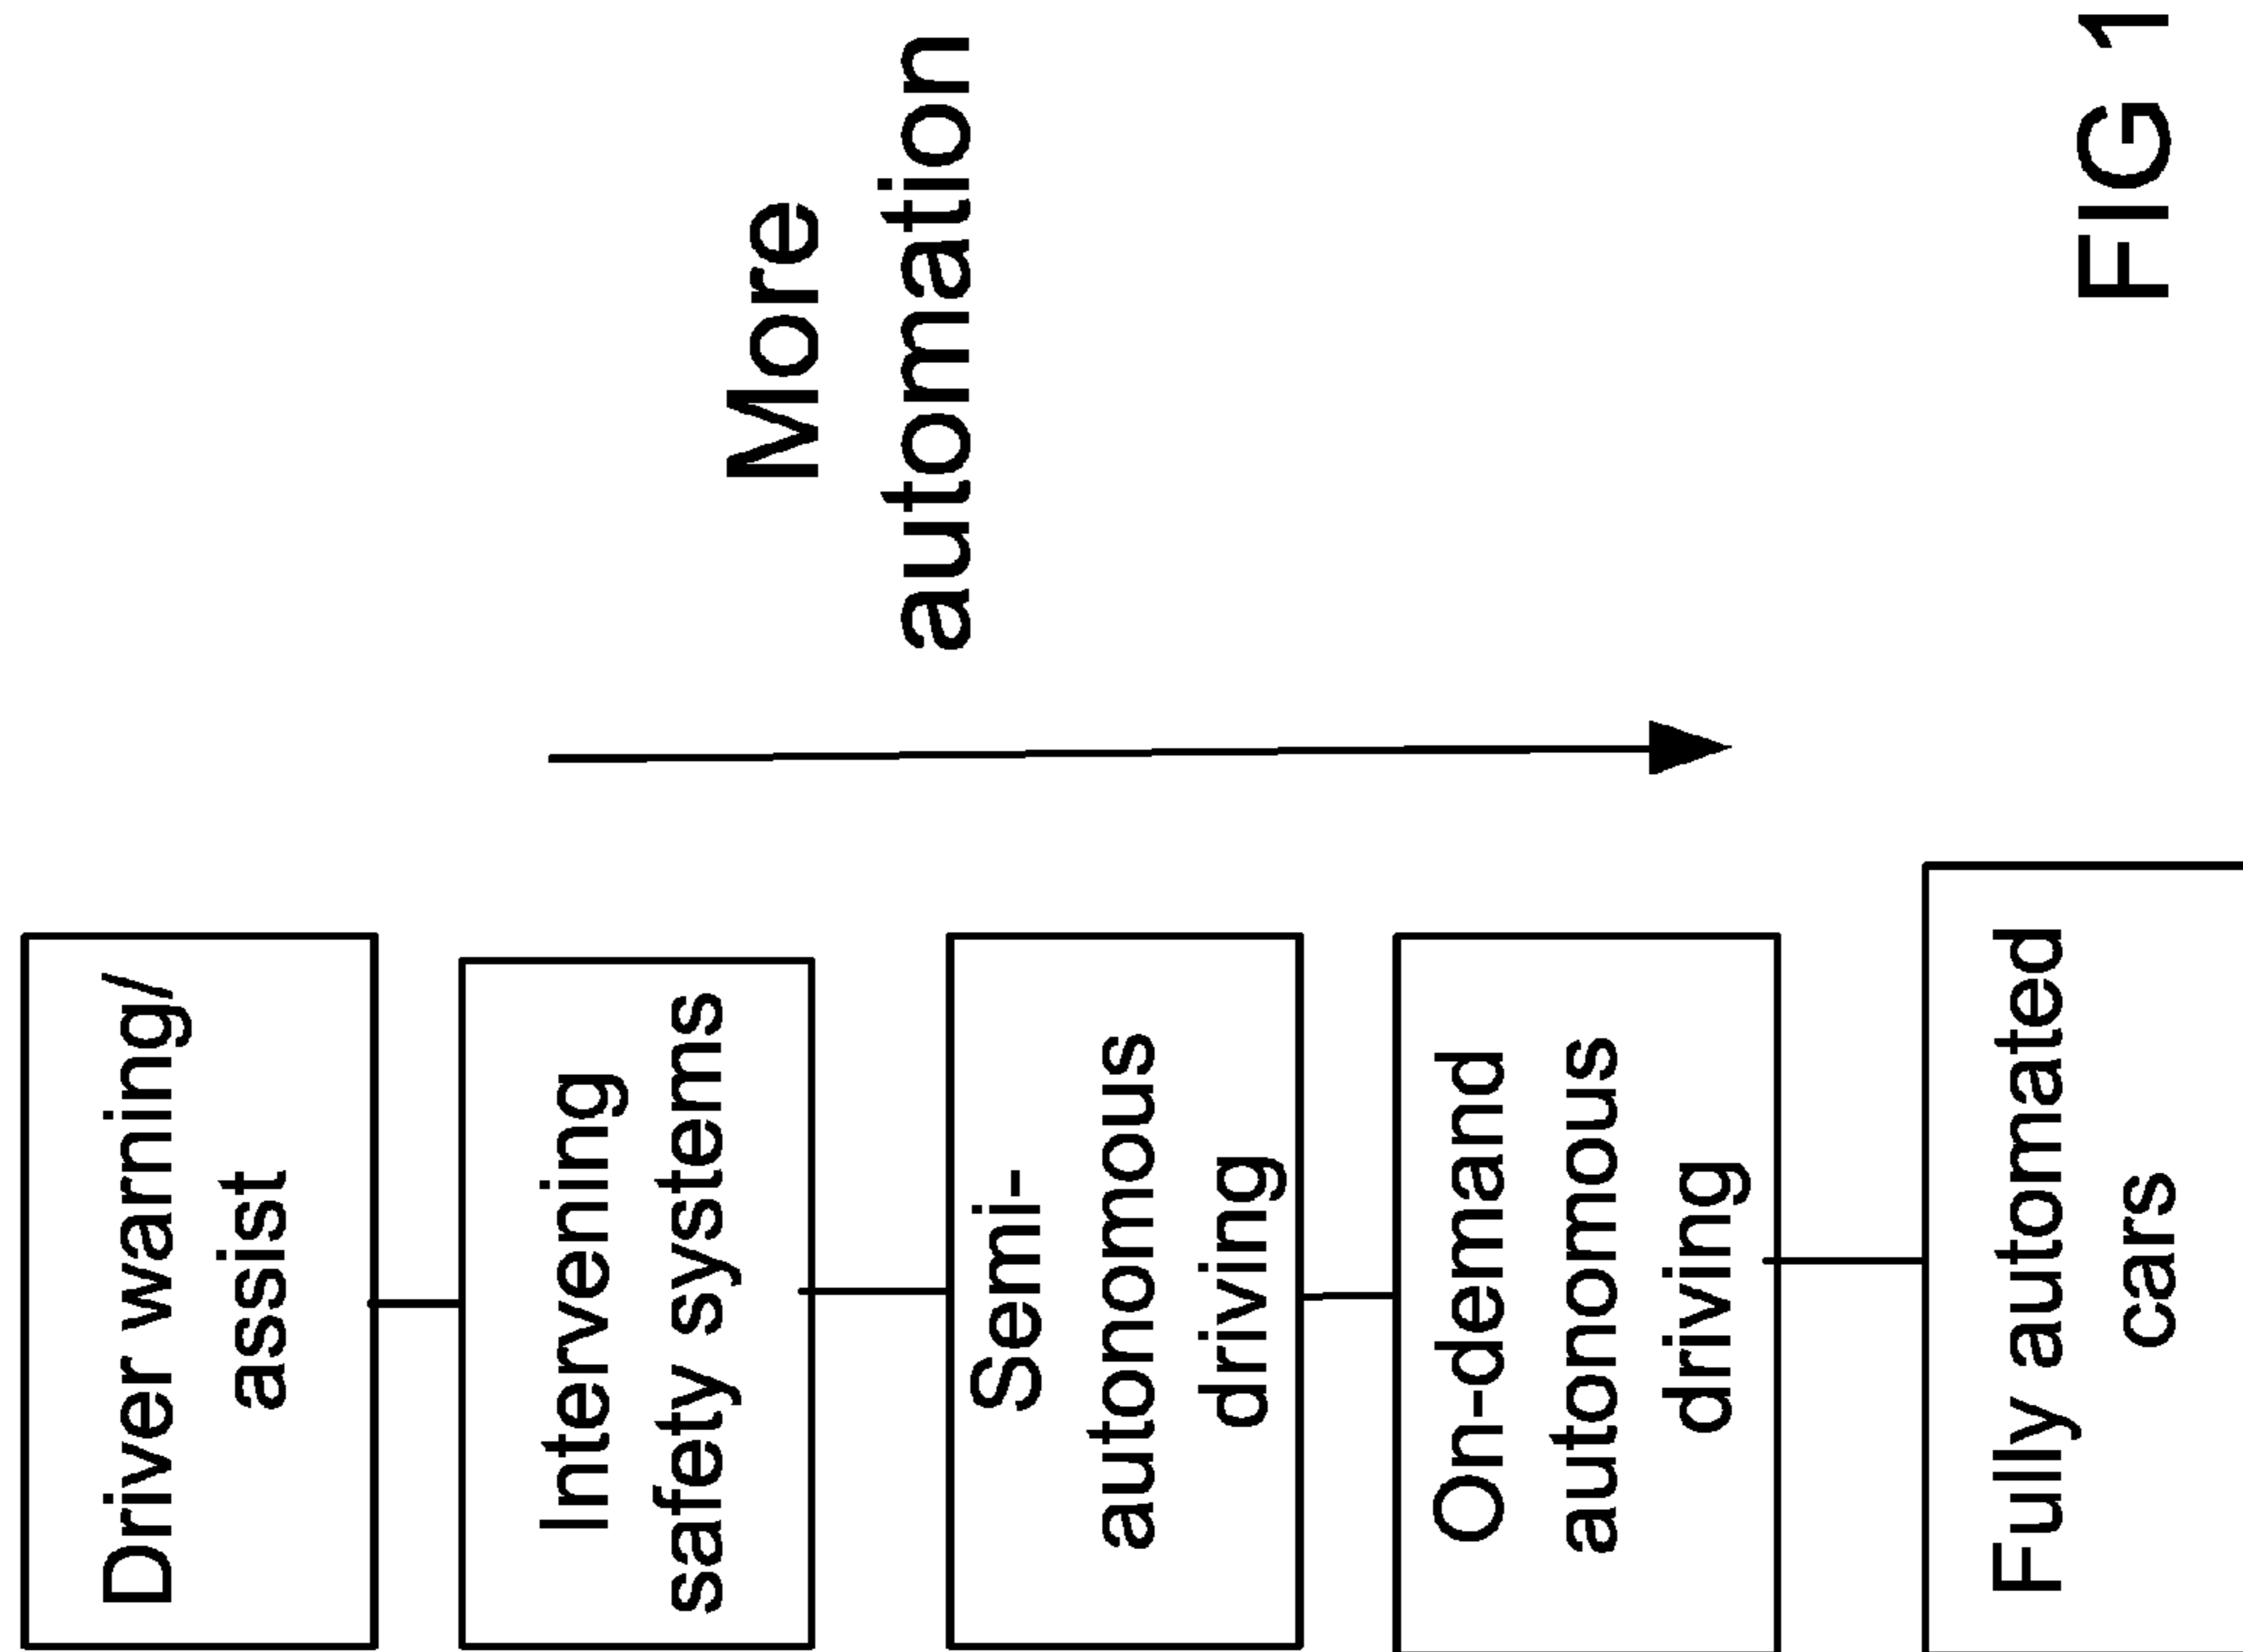 Driver warning/
assist
Intervening
safety systems
Semi-
autonomous
driving
On-demand
autonomous
driving
Fully automated
cars
More
automation
FIG 1